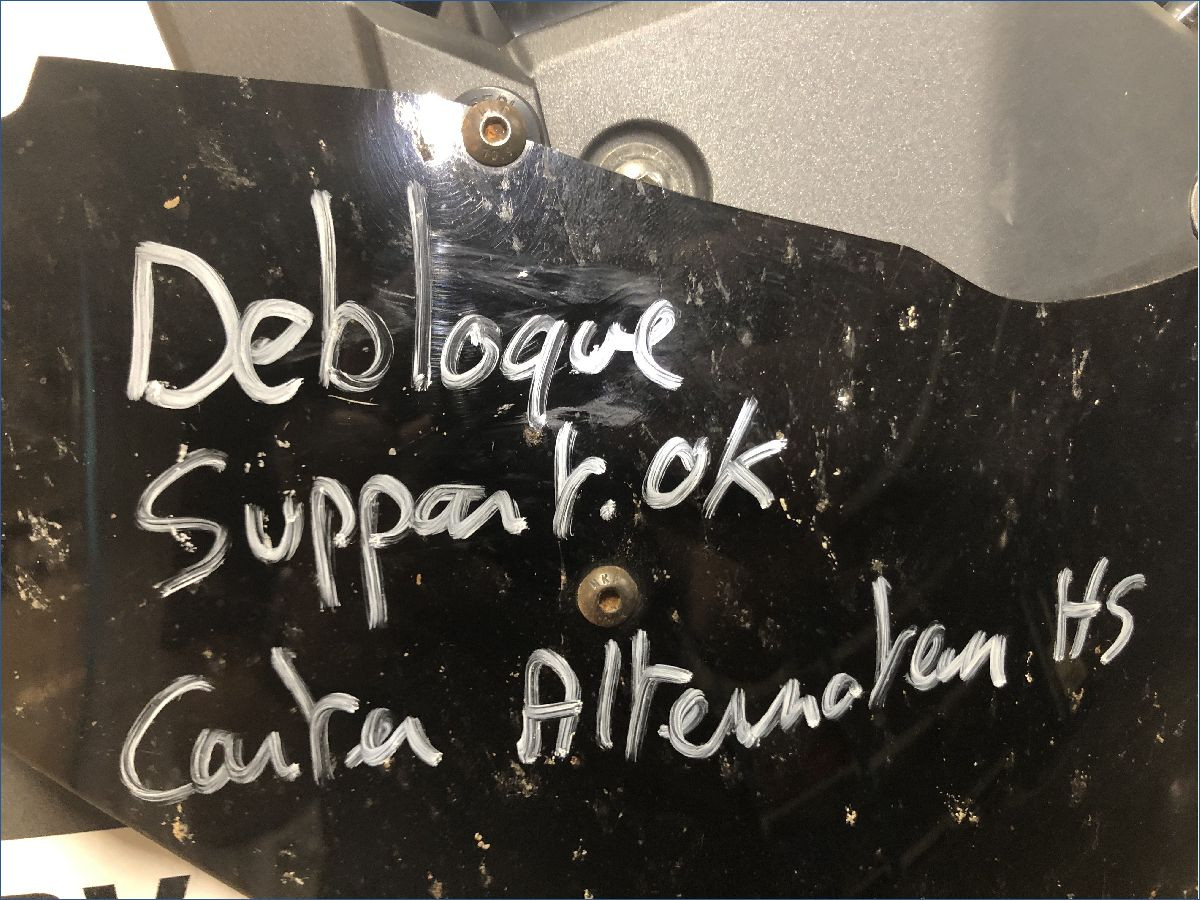 Debloque
Support. ok
Carter Alternateur HS